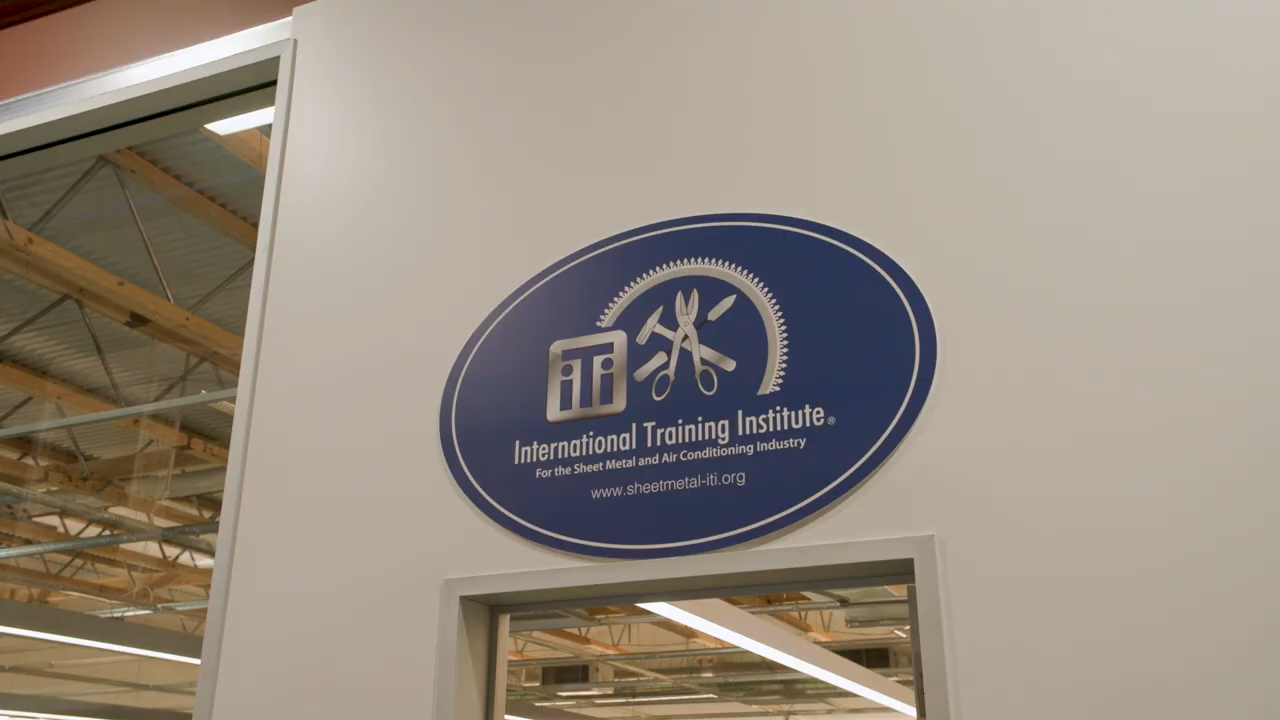 iTi
International Training Institute®
For the Sheet Metal and Air Conditioning Industry
www.sheetmetal-iti.org